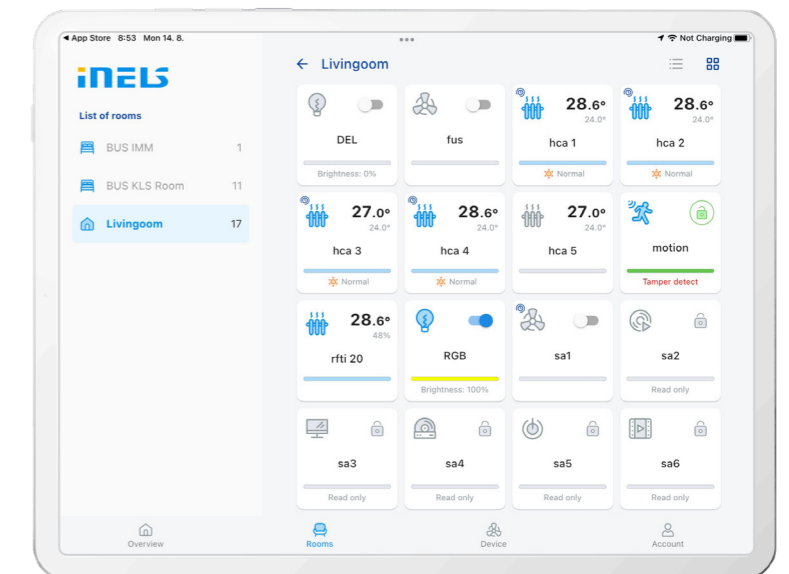 App Store 8:53 Mon 14. 8.
Not Charging
iNELS
Livingoom
List of rooms
BUS IMM 1
BUS KLS Room 11
Livingoom 17
DEL
Brightness: 0%
fus
28.6°
24.0°
hca 1
Normal
28.6°
24.0°
hca 2
Normal
27.0°
24.0°
hca 3
Normal
28.6°
24.0°
hca 4
Normal
27.0°
24.0°
hca 5
motion
Tamper detect
28.6°
48%
rfti 20
RGB
Brightness: 100%
sa1
sa2
Read only
sa3
Read only
sa4
Read only
sa5
Read only
sa6
Read only
Overview
Rooms
Device
Account